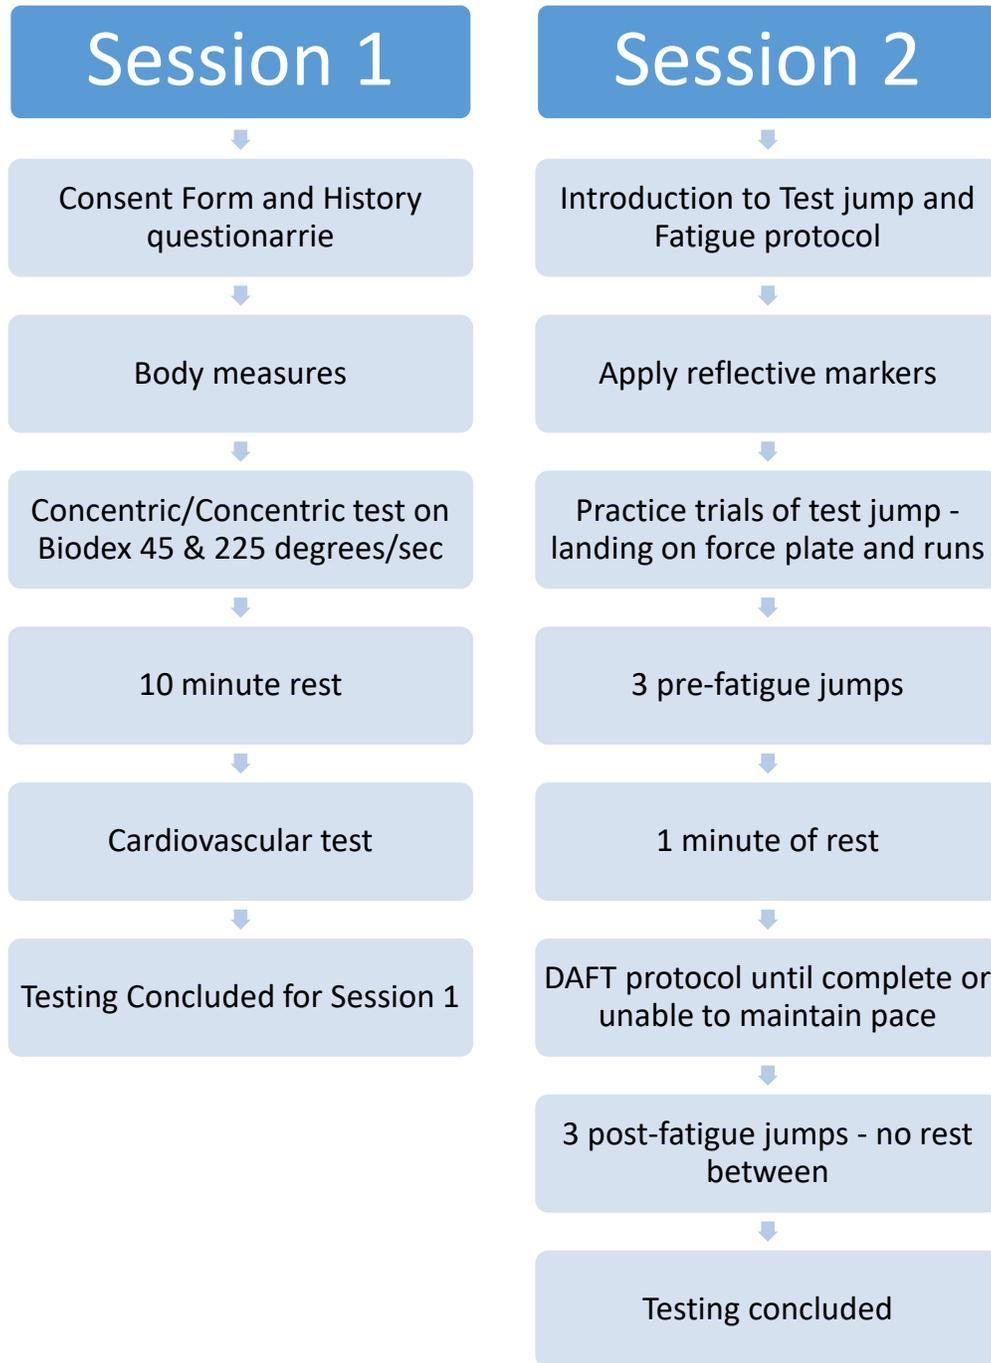 Session 1
Consent Form and History
questionarrie
Body measures
Concentric/Concentric test on
Biodex 45 & 225 degrees/sec
10 minute rest
Cardiovascular test
Testing Concluded for Session 1
Session 2
Introduction to Test jump and
Fatigue protocol
Apply reflective markers
Practice trials of test jump -
landing on force plate and runs
3 pre-fatigue jumps
1 minute of rest
DAFT protocol until complete or
unable to maintain pace
3 post-fatigue jumps - no rest
between
Testing concluded